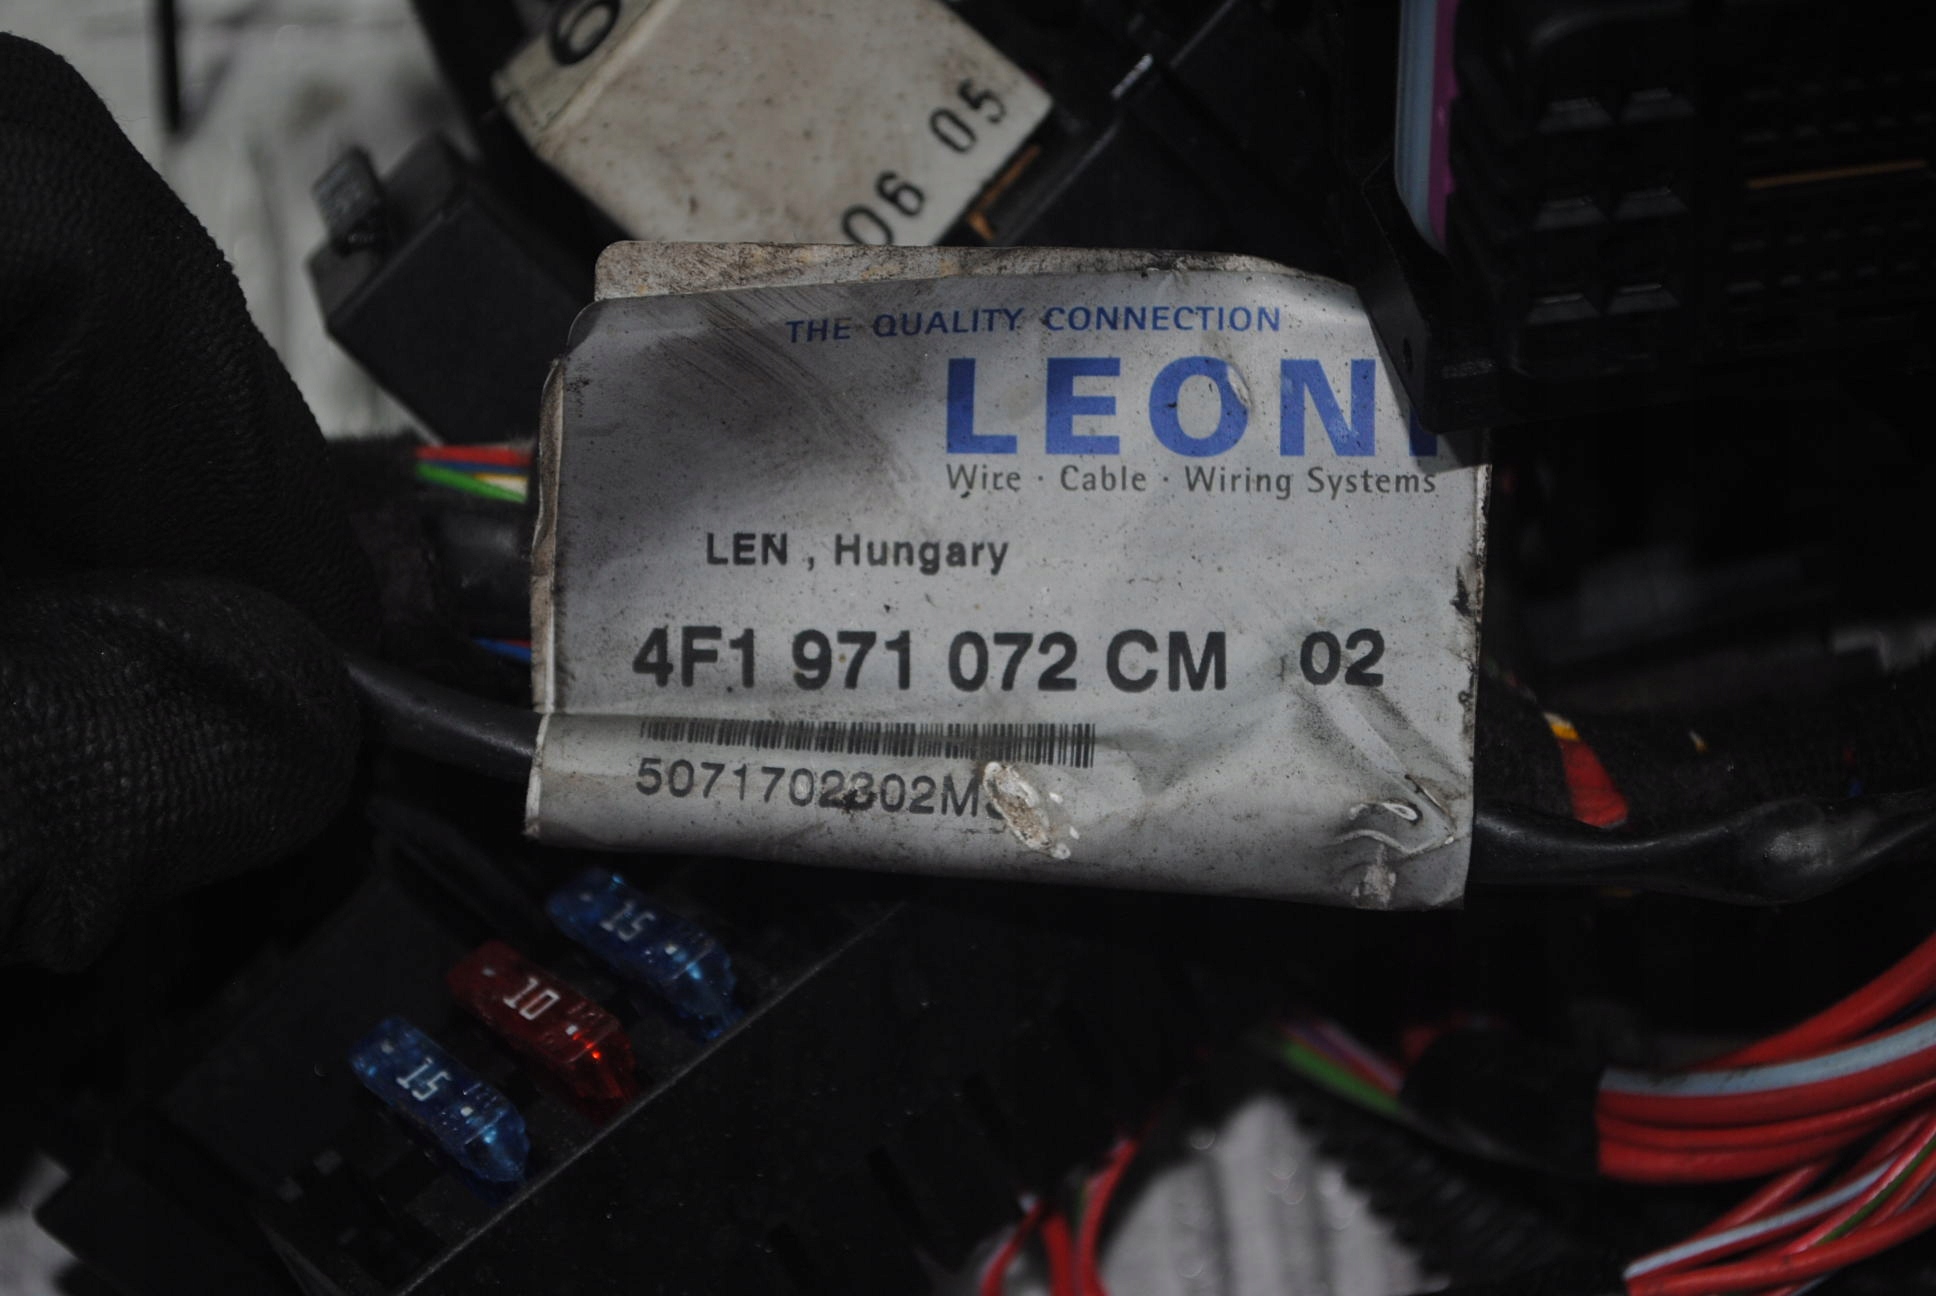 6
06 05
THE QUALITY CONNECTION
LEONI
Wire · Cable · Wiring Systems
LEN , Hungary
4F1 971 072 CM 02
5071702302M
15
10
15